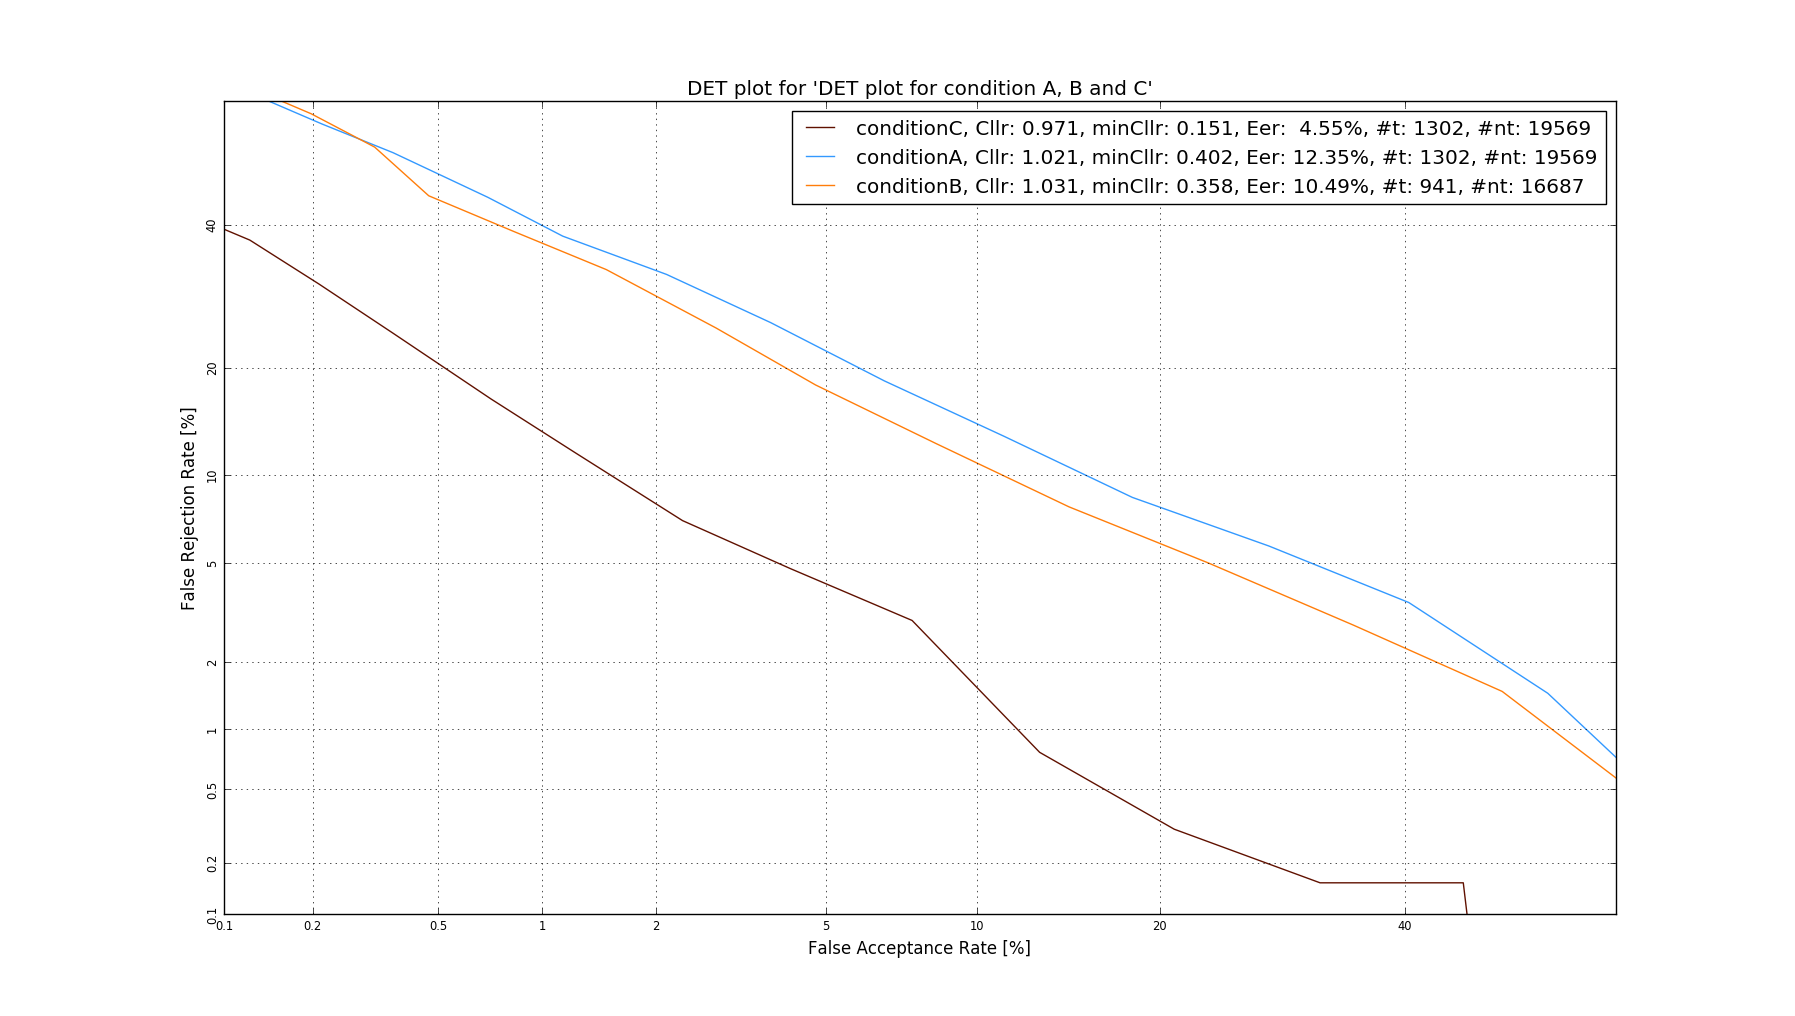 DET plot for 'DET plot for condition A, B and C'
conditionC, Cllr: 0.971, minCllr: 0.151, Eer:  4.55%, #t: 1302, #nt: 19569
conditionA, Cllr: 1.021, minCllr: 0.402, Eer: 12.35%, #t: 1302, #nt: 19569
conditionB, Cllr: 1.031, minCllr: 0.358, Eer: 10.49%, #t: 941, #nt: 16687
False Rejection Rate [%]
40
20
10
5
2
1
0.5
0.2
0.1
0.1 0.2 0.5 1 2 5 10 20 40
False Acceptance Rate [%]